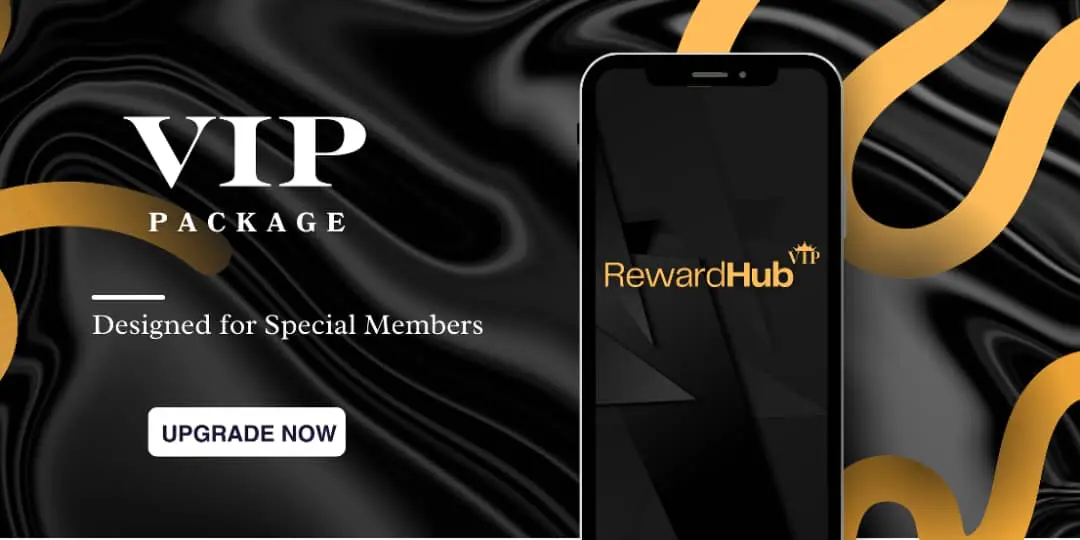 VIP
PACKAGE
Designed for Special Members
UPGRADE NOW
RewardHub VIP